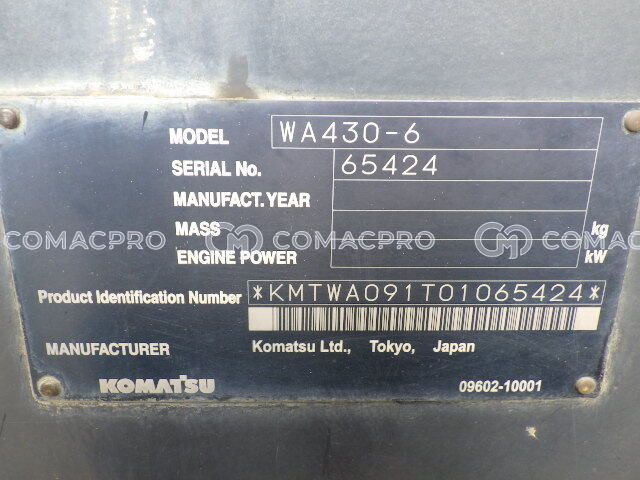 MODEL WA430-6
SERIAL No. 65424
MANUFACT. YEAR
MASS kg
COMACPRO COMACPRO COMACPRO
ENGINE POWER kW
Product Identification Number *KMTWA091T01065424*
MANUFACTURER Komatsu Ltd., Tokyo, Japan
KOMATSU 09602-10001